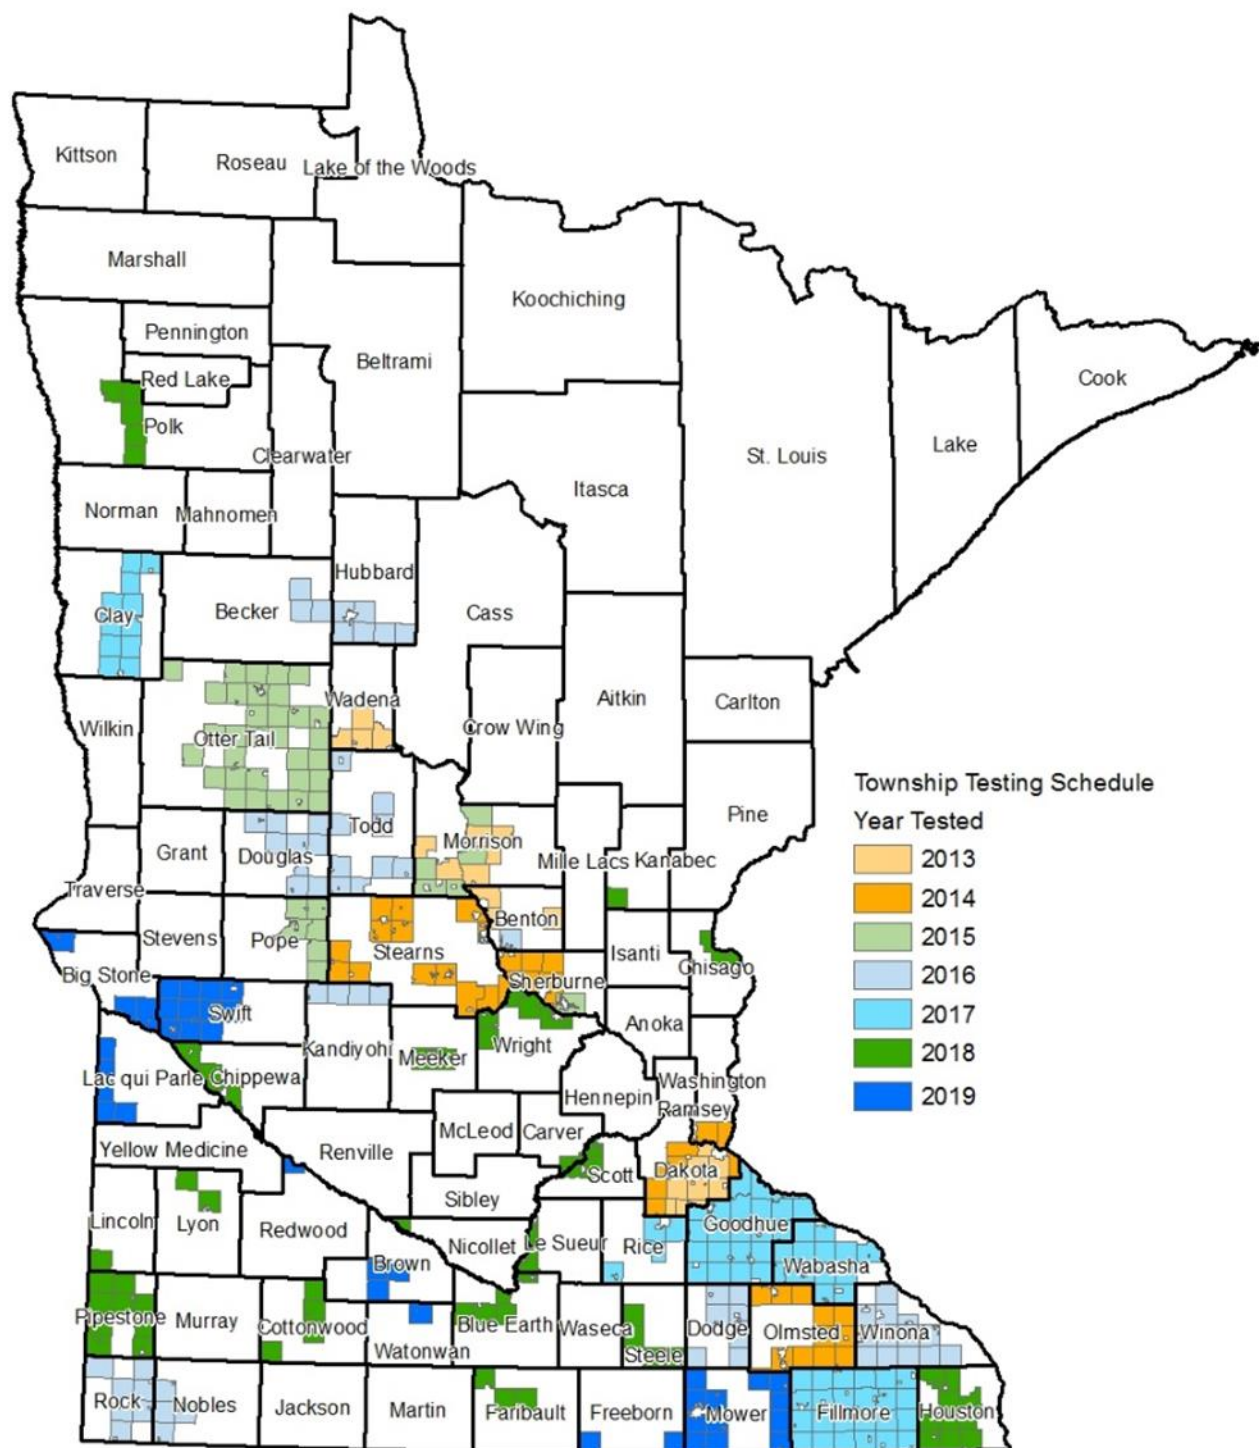 Kittson
Roseau
Lake of the Woods
Marshall
Koochiching
Pennington
Beltrami
Red Lake
Cook
Polk
Lake
Clearwater
St. Louis
Itasca
Norman
Mahnomen
Hubbard
Clay
Becker
Cass
Wadena
Aitkin
Carlton
Wilkin
Otter Tail
Crow Wing
Township Testing Schedule
Pine
Year Tested
Todd
Morrison
Grant
Douglas
Mille Lacs
Kanabec
2013
Traverse
2014
Benton
Stevens
Pope
2015
Stearns
Isanti
Chisago
Big Stone
2016
Sherburne
Swift
2017
Anoka
Kandiyohi
Wright
2018
Meeker
Lac qui Parle
Chippewa
Washington
Hennepin
2019
Ramsey
McLeod
Carver
Yellow Medicine
Renville
Scott
Dakota
Sibley
Lincoln
Lyon
Redwood
Goodhue
Nicollet
Le Sueur
Rice
Brown
Wabasha
Pipestone
Murray
Cottonwood
Blue Earth
Waseca
Dodge
Olmsted
Winona
Watonwan
Steele
Rock
Nobles
Jackson
Martin
Faribault
Freeborn
Mower
Fillmore
Houston